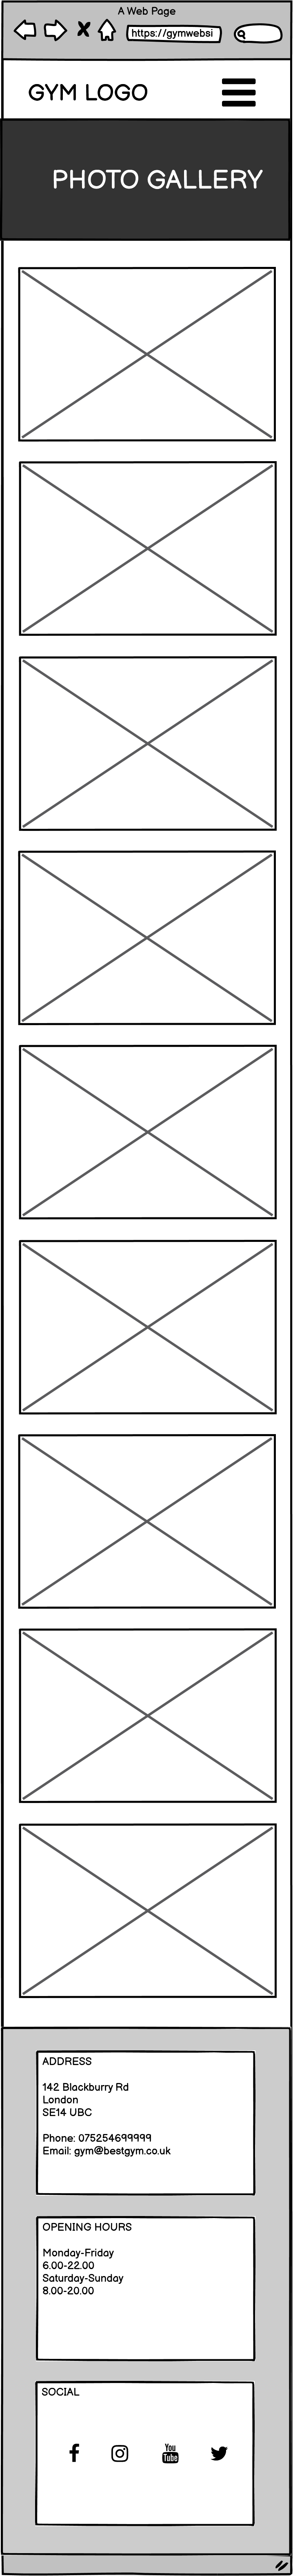 A Web Page
https://gymwebsi
GYM LOGO
PHOTO GALLERY
ADDRESS
142 Blackburry Rd
London
SE14 UBC
Phone: 075254699999
Email: gym@bestgym.co.uk
OPENING HOURS
Monday-Friday
6.00-22.00
Saturday-Sunday
8.00-20.00
SOCIAL
You
Tube